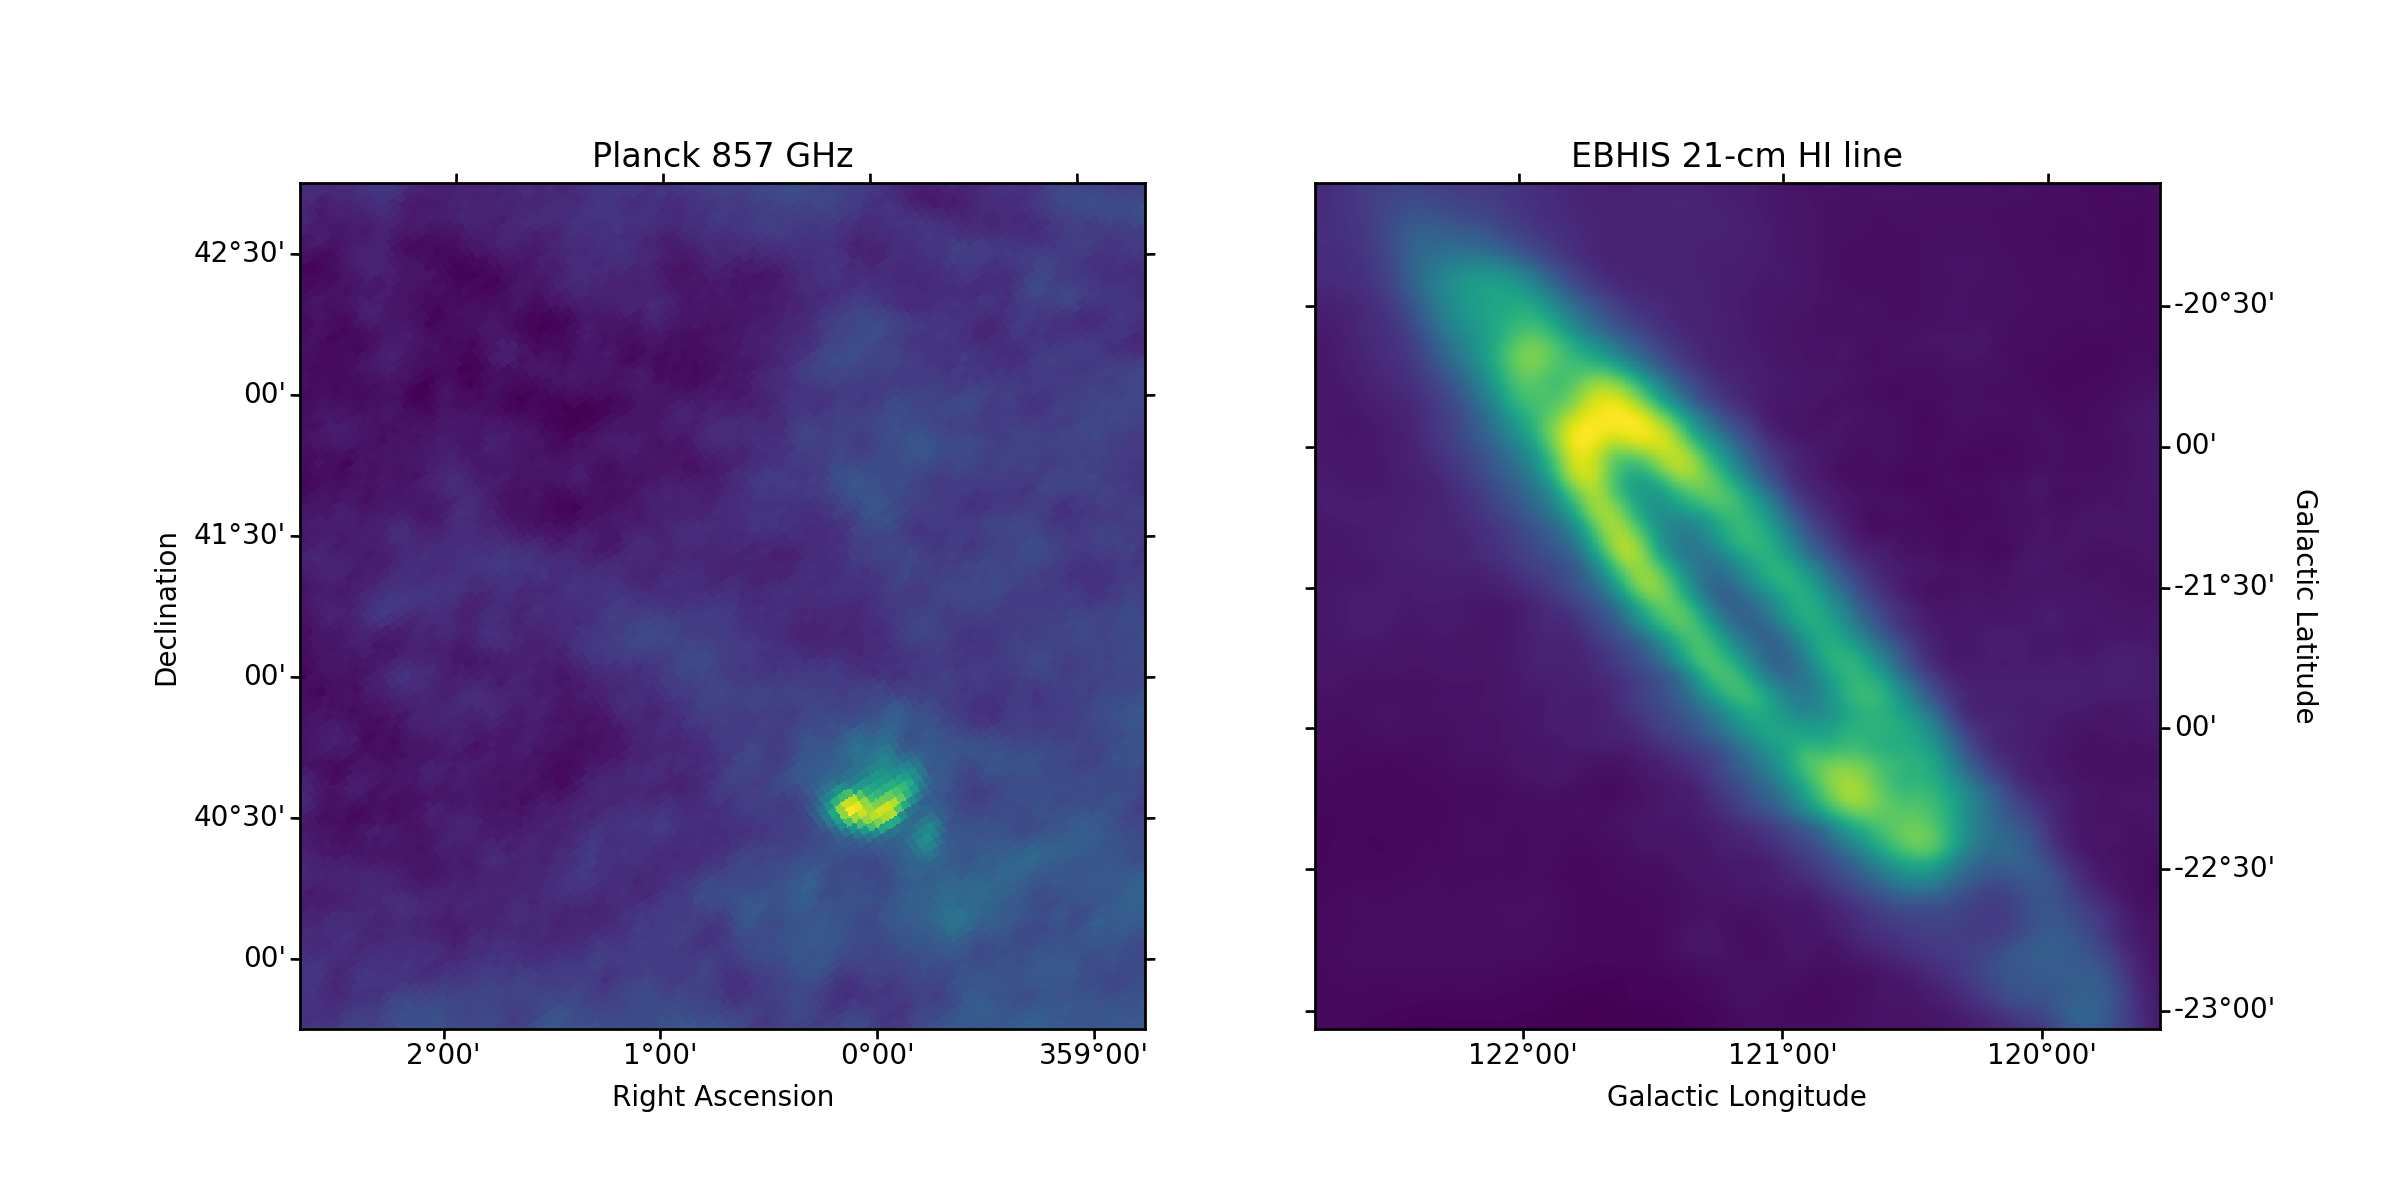 Planck 857 GHz
42°30'
00'
41°30'
00'
40°30'
00'
Declination
2°00' 1°00' 0°00' 359°00'
Right Ascension
EBHIS 21-cm HI line
-20°30'
00'
-21°30'
00'
-22°30'
-23°00'
Galactic Latitude
122°00' 121°00' 120°00'
Galactic Longitude